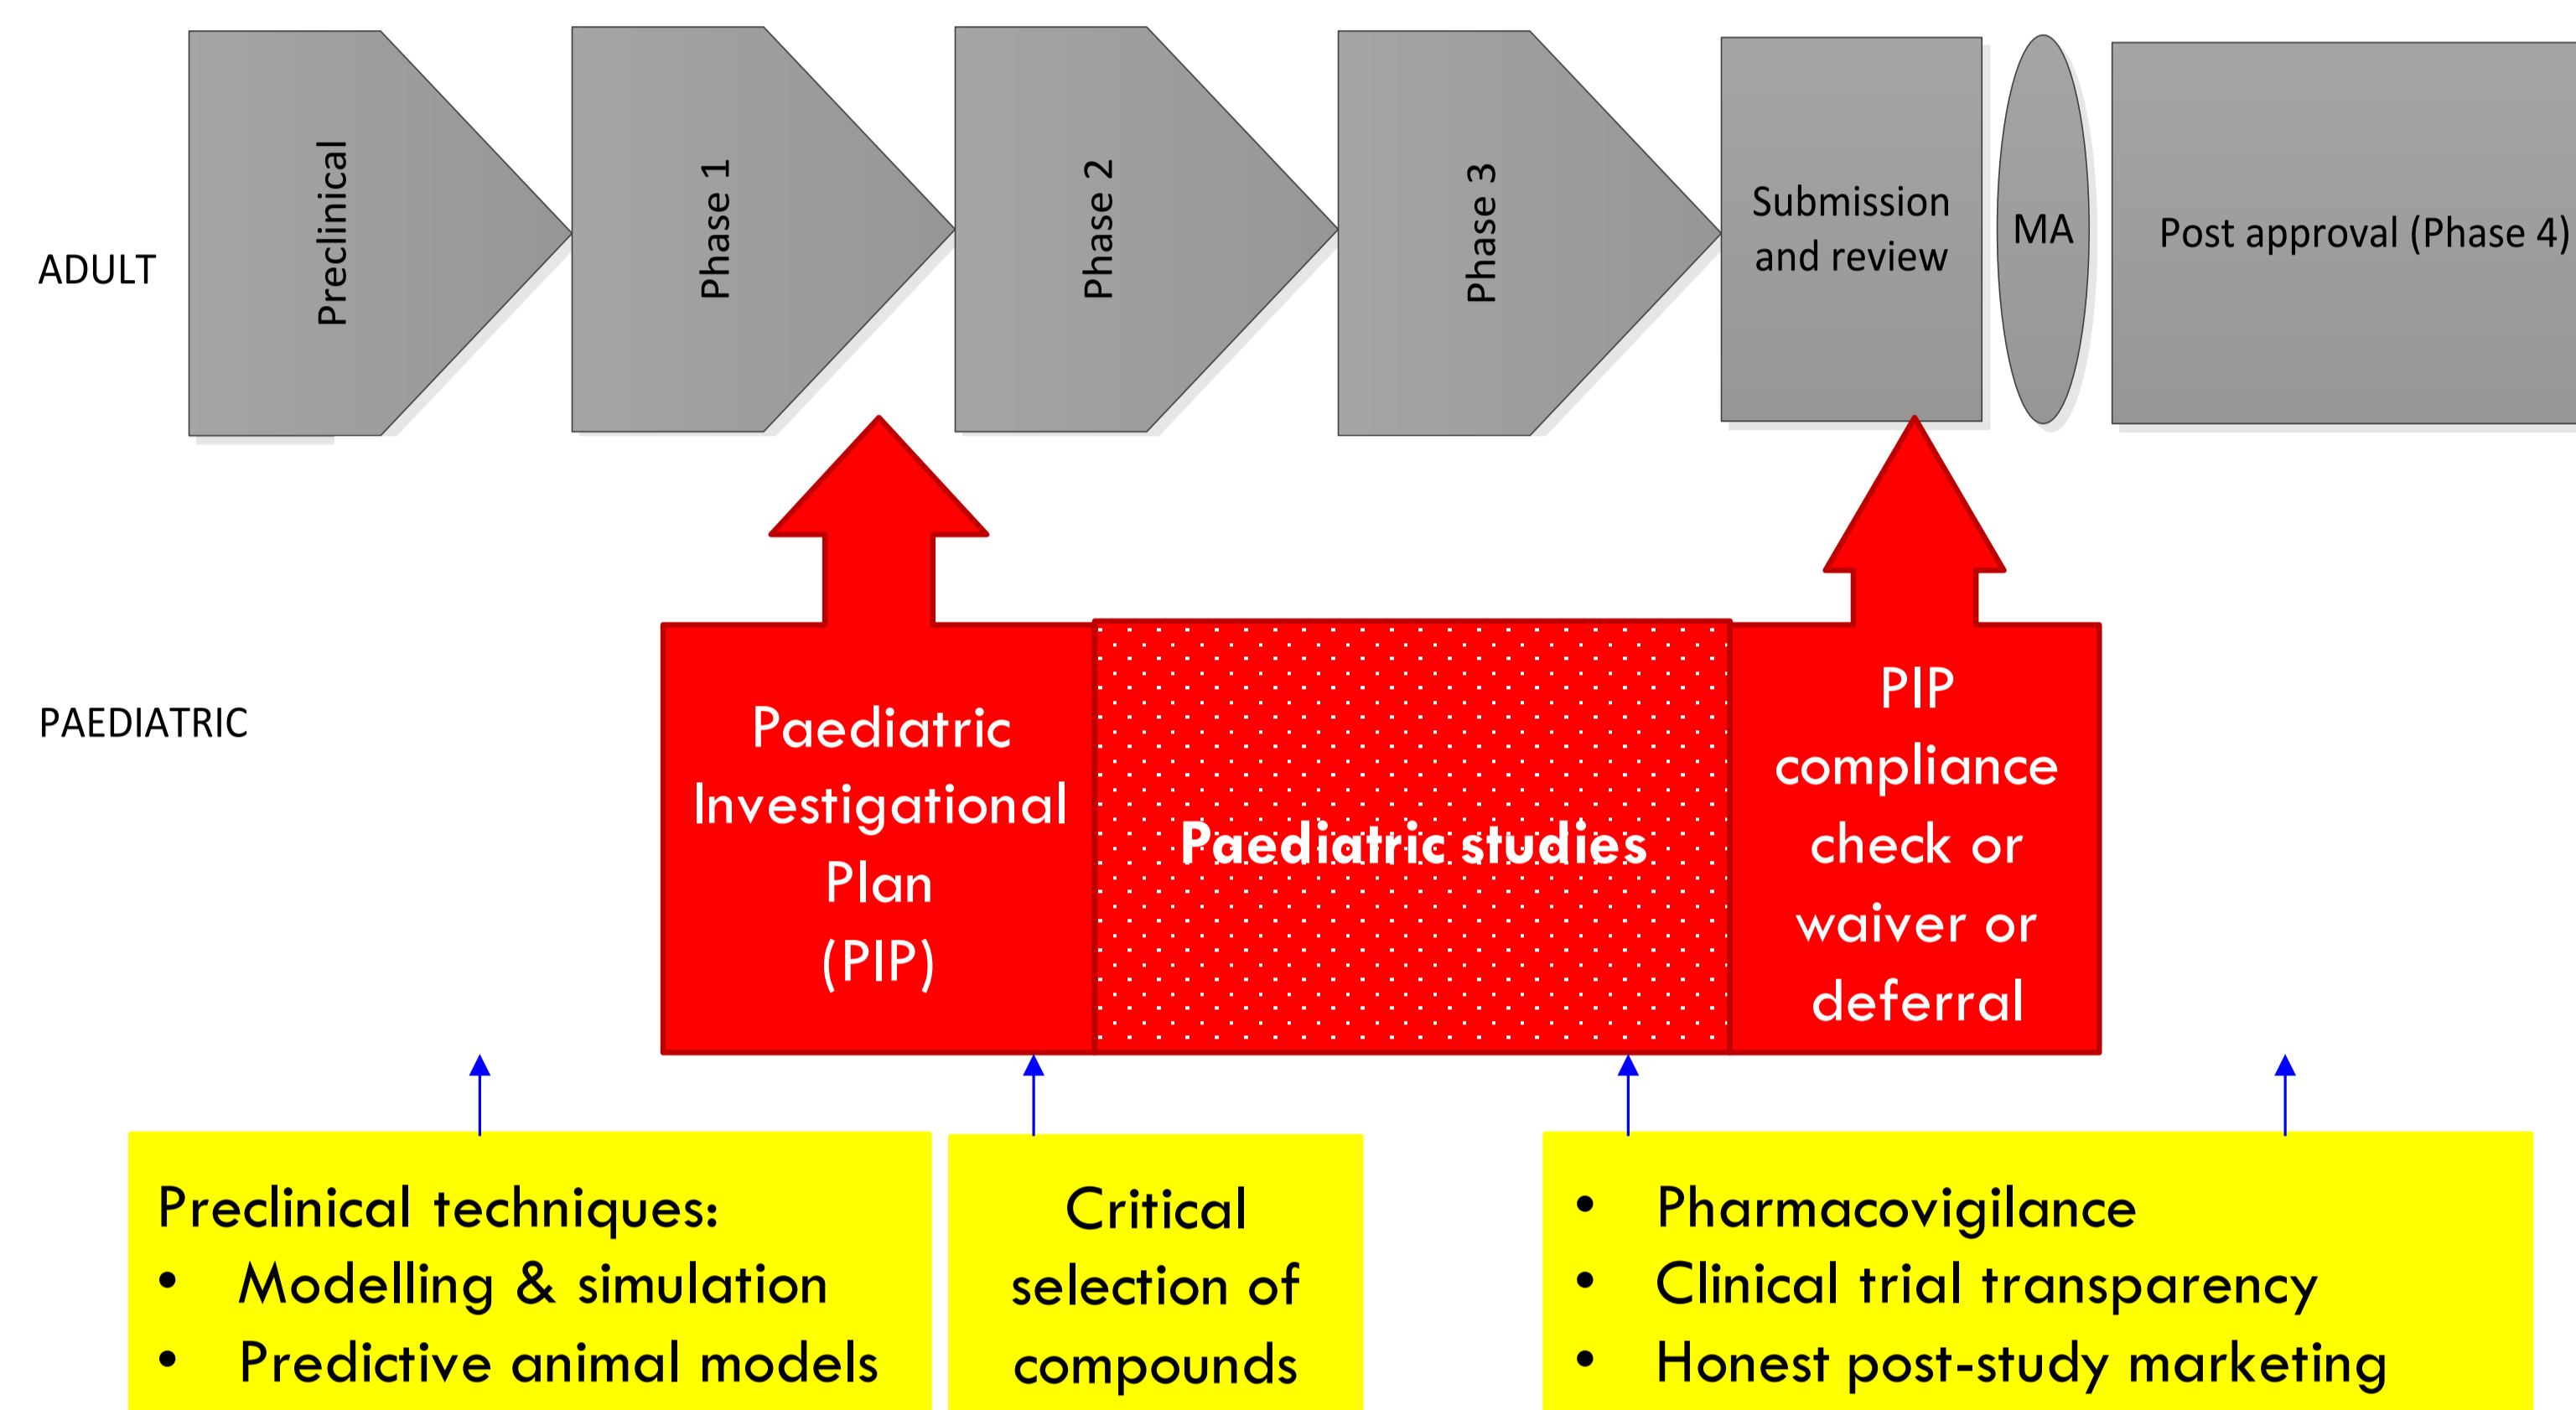 ADULT
Preclinical
Phase 1
Phase 2
Phase 3
Submission
and review
MA
Post approval (Phase 4)
PAEDIATRIC
Paediatric
Investigational
Plan
(PIP)
Paediatric studies
PIP
compliance
check or
waiver or
deferral
Preclinical techniques:
• Modelling & simulation
• Predictive animal models
Critical
selection of
compounds
• Pharmacovigilance
• Clinical trial transparency
• Honest post-study marketing